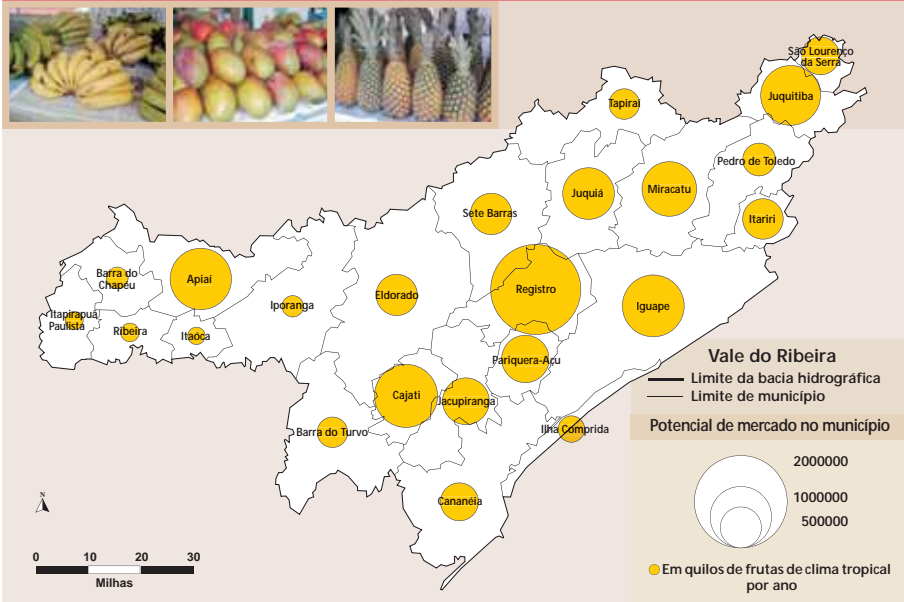 São Lourenço
da Serra
Juquitiba
Tapiraí
Pedro de Toledo
Juquiá
Miracatu
Sete Barras
Itariri
Barra do
Chapéu
Apiaí
Registro
Eldorado
Iporanga
Iguape
Itapirapuã
Paulista
Ribeira
Itaóca
Pariquera-Açu
Cajati
Jacupiranga
Barra do Turvo
Ilha Comprida
Cananéia
N
0 10 20 30
Milhas
Vale do Ribeira
Limite da bacia hidrográfica
Limite de município
Potencial de mercado no município
2000000
1000000
500000
Em quilos de frutas de clima tropical
por ano